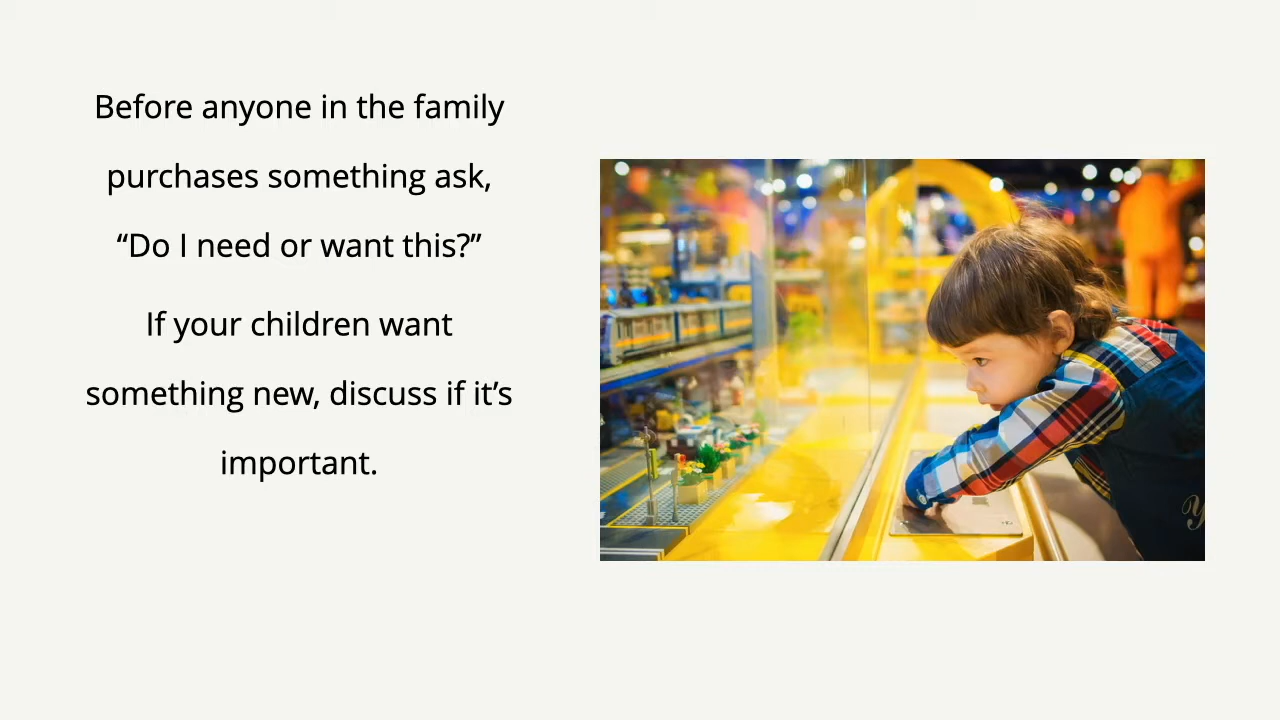 Before anyone in the family
purchases something ask,
“Do I need or want this?”
If your children want
something new, discuss if it’s
important.